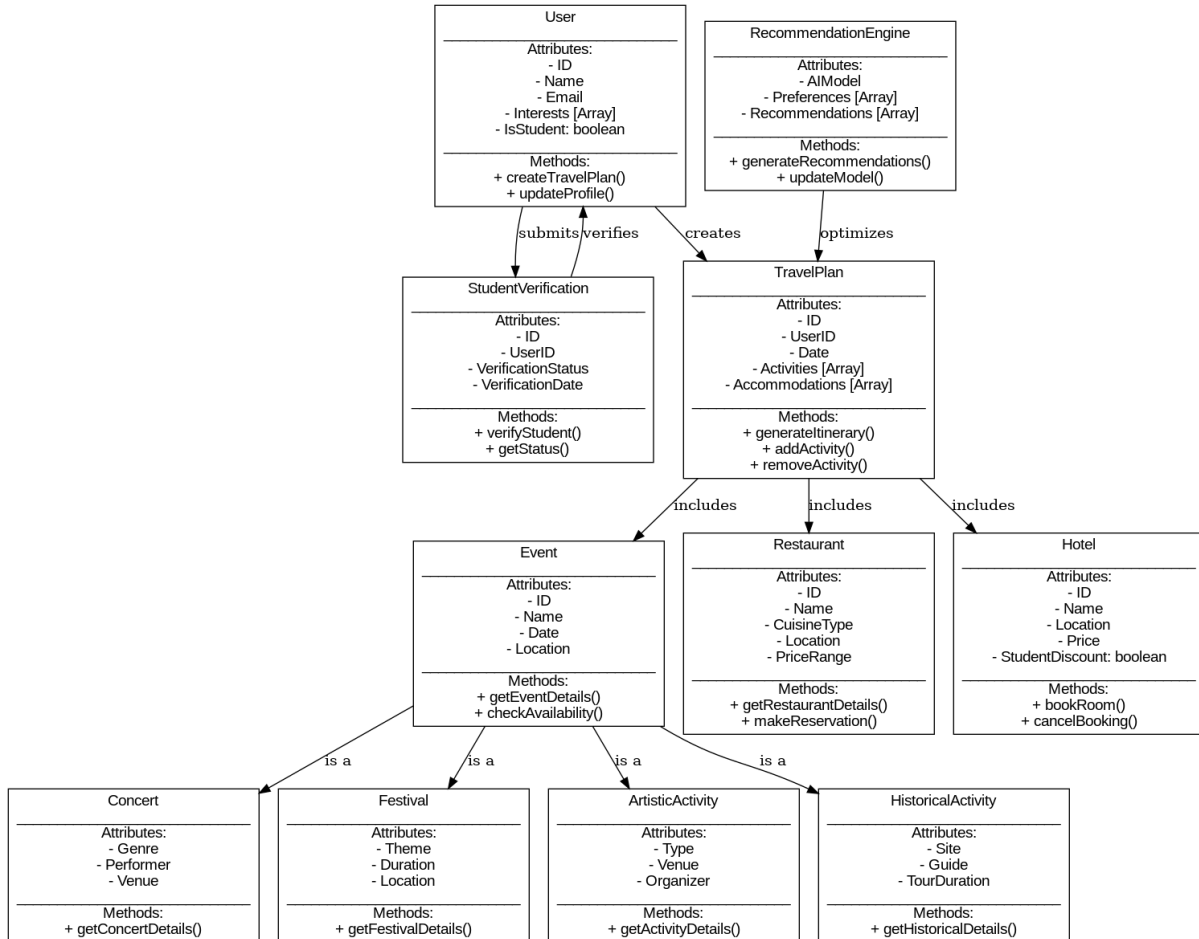 User
Attributes:
- ID
- Name
- Email
- Interests [Array]
- IsStudent: boolean
Methods:
+ createTravelPlan()
+ updateProfile()
RecommendationEngine
Attributes:
- AIModel
- Preferences [Array]
- Recommendations [Array]
Methods:
+ generateRecommendations()
+ updateModel()
submits
verifies
creates
optimizes
StudentVerification
Attributes:
- ID
- UserID
- VerificationStatus
- VerificationDate
Methods:
+ verifyStudent()
+ getStatus()
TravelPlan
Attributes:
- ID
- UserID
- Date
- Activities [Array]
- Accommodations [Array]
Methods:
+ generateItinerary()
+ addActivity()
+ removeActivity()
includes
includes
includes
Event
Attributes:
- ID
- Name
- Date
- Location
Methods:
+ getEventDetails()
+ checkAvailability()
Restaurant
Attributes:
- ID
- Name
- CuisineType
- Location
- PriceRange
Methods:
+ getRestaurantDetails()
+ makeReservation()
Hotel
Attributes:
- ID
- Name
- Location
- Price
- StudentDiscount: boolean
Methods:
+ bookRoom()
+ cancelBooking()
is a
is a
is a
is a
Concert
Attributes:
- Genre
- Performer
- Venue
Methods:
+ getConcertDetails()
Festival
Attributes:
- Theme
- Duration
- Location
Methods:
+ getFestivalDetails()
ArtisticActivity
Attributes:
- Type
- Venue
- Organizer
Methods:
+ getActivityDetails()
HistoricalActivity
Attributes:
- Site
- Guide
- TourDuration
Methods:
+ getHistoricalDetails()